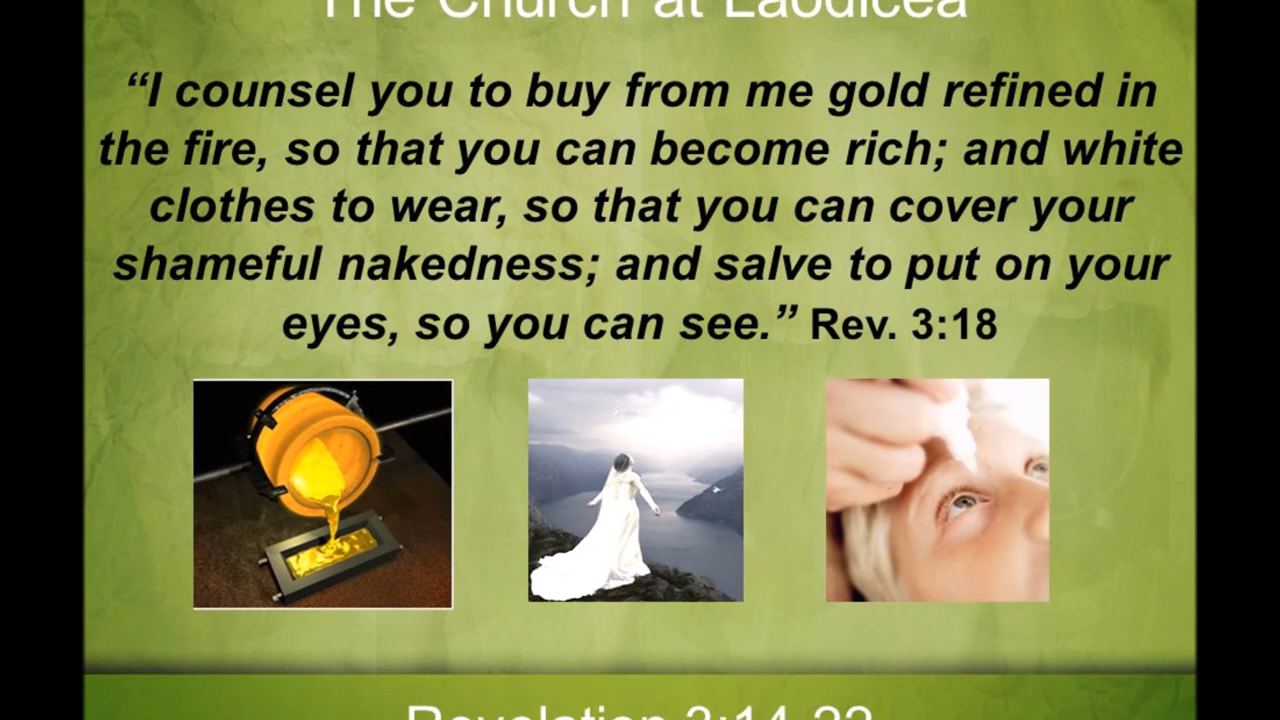 The Church at Laodicea
“I counsel you to buy from me gold refined in
the fire, so that you can become rich; and white
clothes to wear, so that you can cover your
shameful nakedness; and salve to put on your
eyes, so you can see.” Rev. 3:18
Revelation 3:14-22